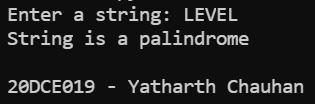 Enter a string: LEVEL
String is a palindrome
20DCE019 - Yatharth Chauhan